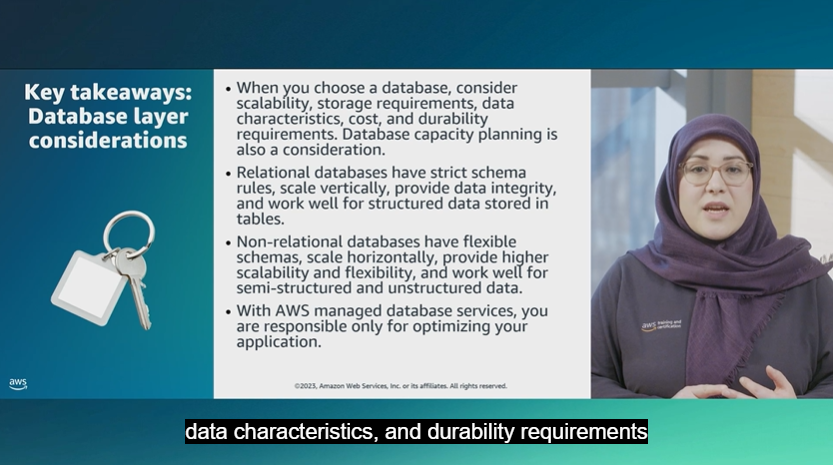 Key takeaways:
Database layer
considerations
• When you choose a database, consider
scalability, storage requirements, data
characteristics, cost, and durability
requirements. Database capacity planning is
also a consideration.
• Relational databases have strict schema
rules, scale vertically, provide data integrity,
and work well for structured data stored in
tables.
• Non-relational databases have flexible
schemas, scale horizontally, provide higher
scalability and flexibility, and work well for
semi-structured and unstructured data.
• With AWS managed database services, you
are responsible only for optimizing your
application.
aws
©2023, Amazon Web Services, Inc. or its affiliates. All rights reserved.
aws training and
certification
data characteristics, and durability requirements